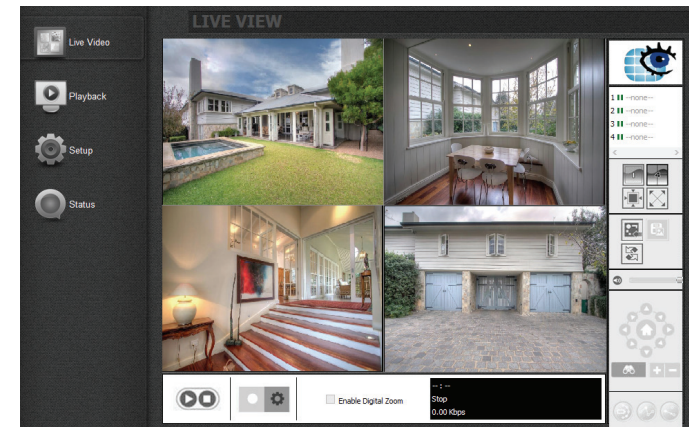 LIVE VIEW
Live Video
Playback
Setup
Status
1 --none--
2 --none--
3 --none--
4 --none--
Enable Digital Zoom
-- : --
Stop
0.00 Kbps